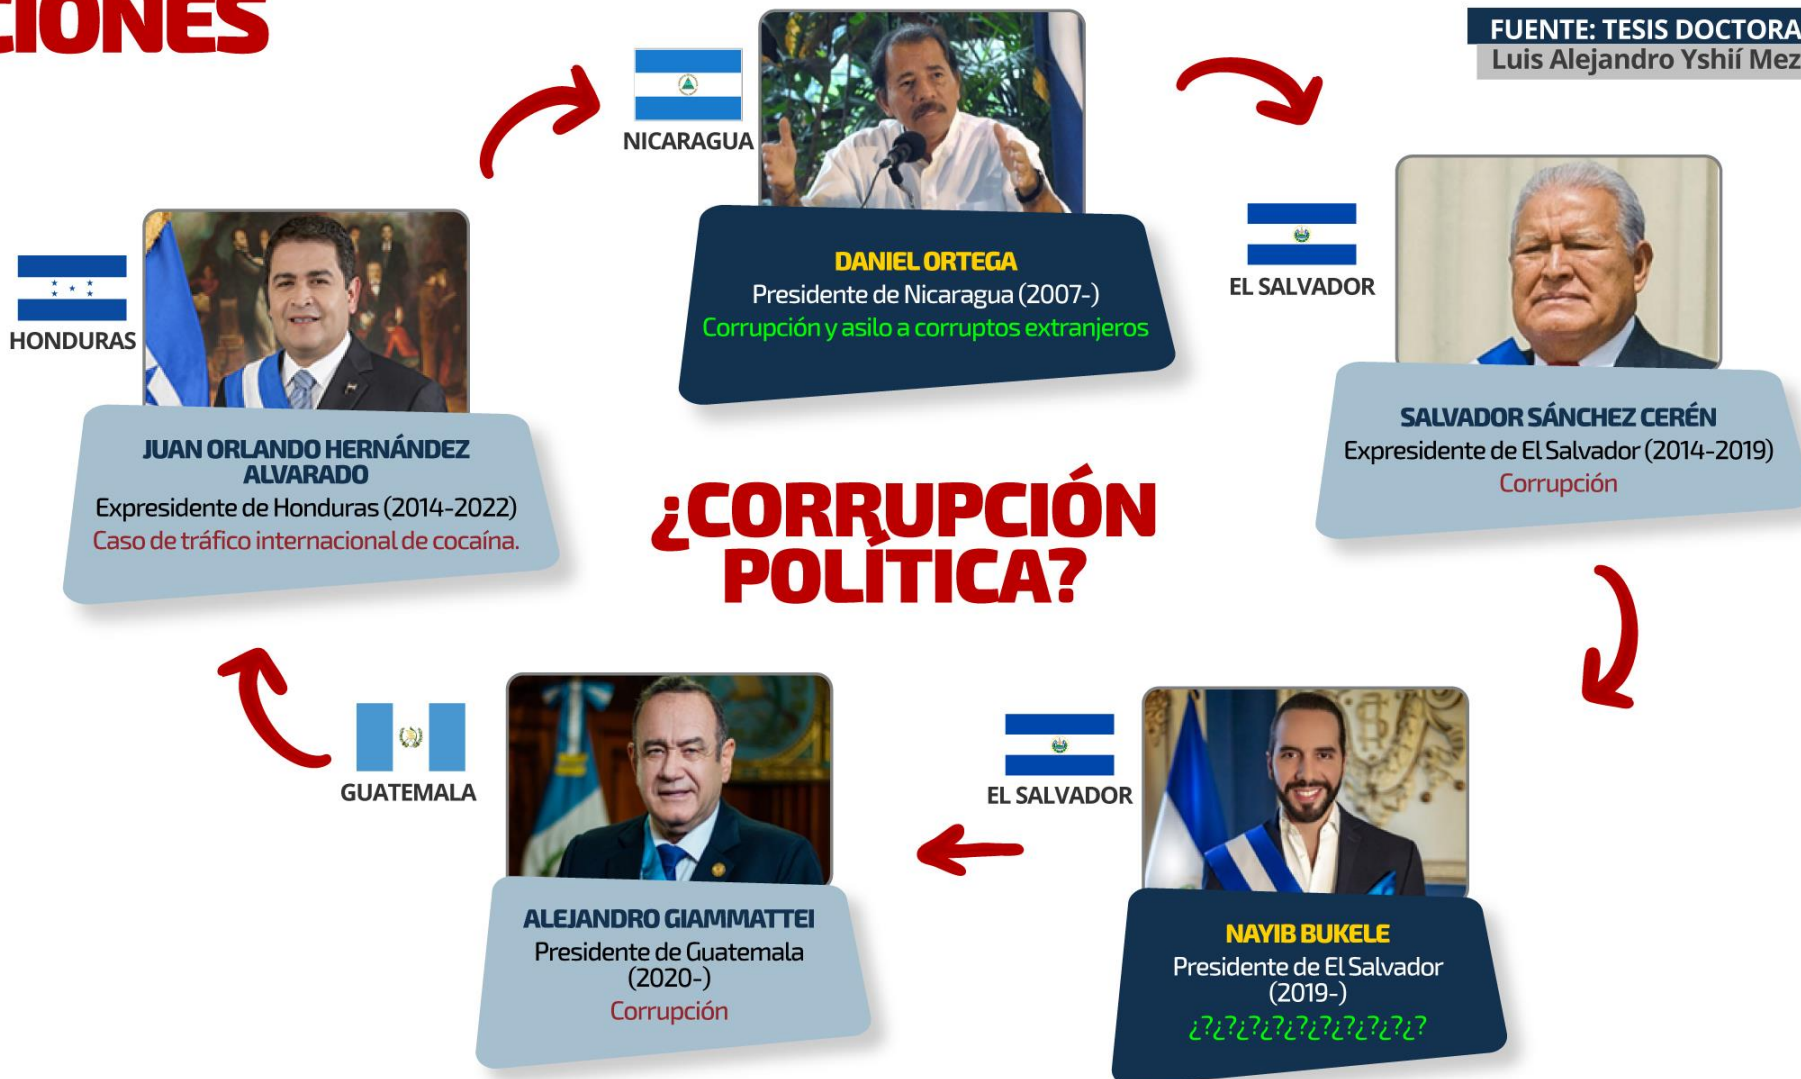 CIONES
FUENTE: TESIS DOCTORA
Luis Alejandro Yshií Mez
NICARAGUA
DANIEL ORTEGA
Presidente de Nicaragua (2007-)
Corrupción y asilo a corruptos extranjeros
EL SALVADOR
SALVADOR SÁNCHEZ CERÉN
Expresidente de El Salvador (2014-2019)
Corrupción
HONDURAS
JUAN ORLANDO HERNÁNDEZ
ALVARADO
Expresidente de Honduras (2014-2022)
Caso de tráfico internacional de cocaína.
¿CORRUPCIÓN
POLÍTICA?
GUATEMALA
ALEJANDRO GIAMMATTEI
Presidente de Guatemala
(2020-)
Corrupción
EL SALVADOR
NAYIB BUKELE
Presidente de El Salvador
(2019-)
¿?¿?¿?¿?¿?¿?¿?¿?¿?¿?